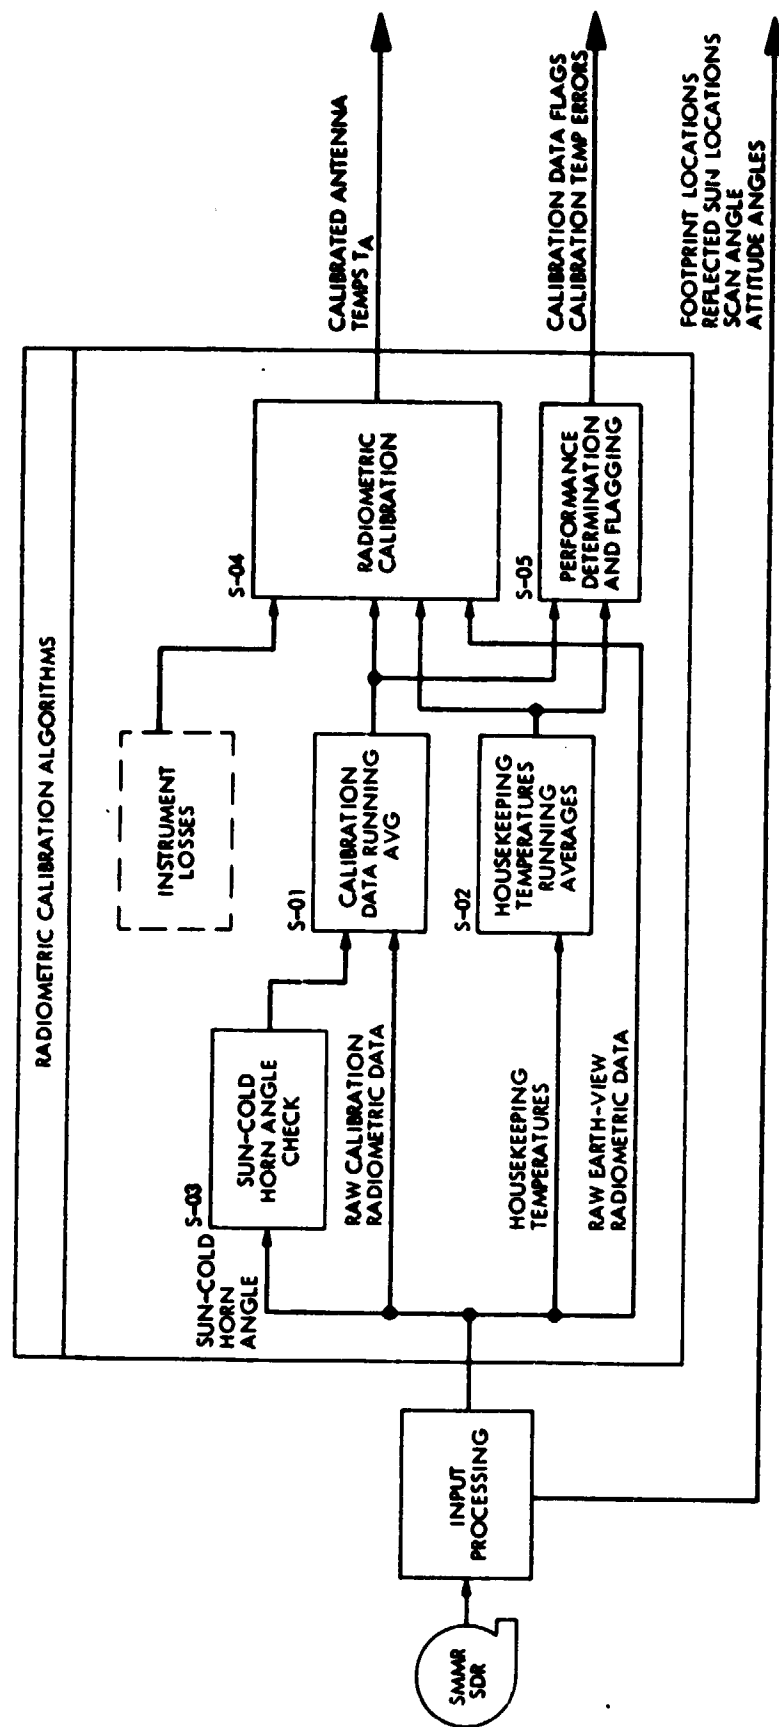 RADIOMETRIC CALIBRATION ALGORITHMS
SMMR
SDR
INPUT
PROCESSING
SUN-COLD
HORN
ANGLE
S-03
SUN-COLD
HORN ANGLE
CHECK
RAW CALIBRATION
RADIOMETRIC DATA
HOUSEKEEPING
TEMPERATURES
RAW EARTH-VIEW
RADIOMETRIC DATA
INSTRUMENT
LOSSES
S-01
CALIBRATION
DATA RUNNING
AVG
S-02
HOUSEKEEPING
TEMPERATURES
RUNNING
AVERAGES
S-04
RADIOMETRIC
CALIBRATION
S-05
PERFORMANCE
DETERMINATION
AND FLAGGING
CALIBRATED ANTENNA
TEMPS TA
CALIBRATION DATA FLAGS
CALIBRATION TEMP ERRORS
FOOTPRINT LOCATIONS
REFLECTED SUN LOCATIONS
SCAN ANGLE
ATTITUDE ANGLES